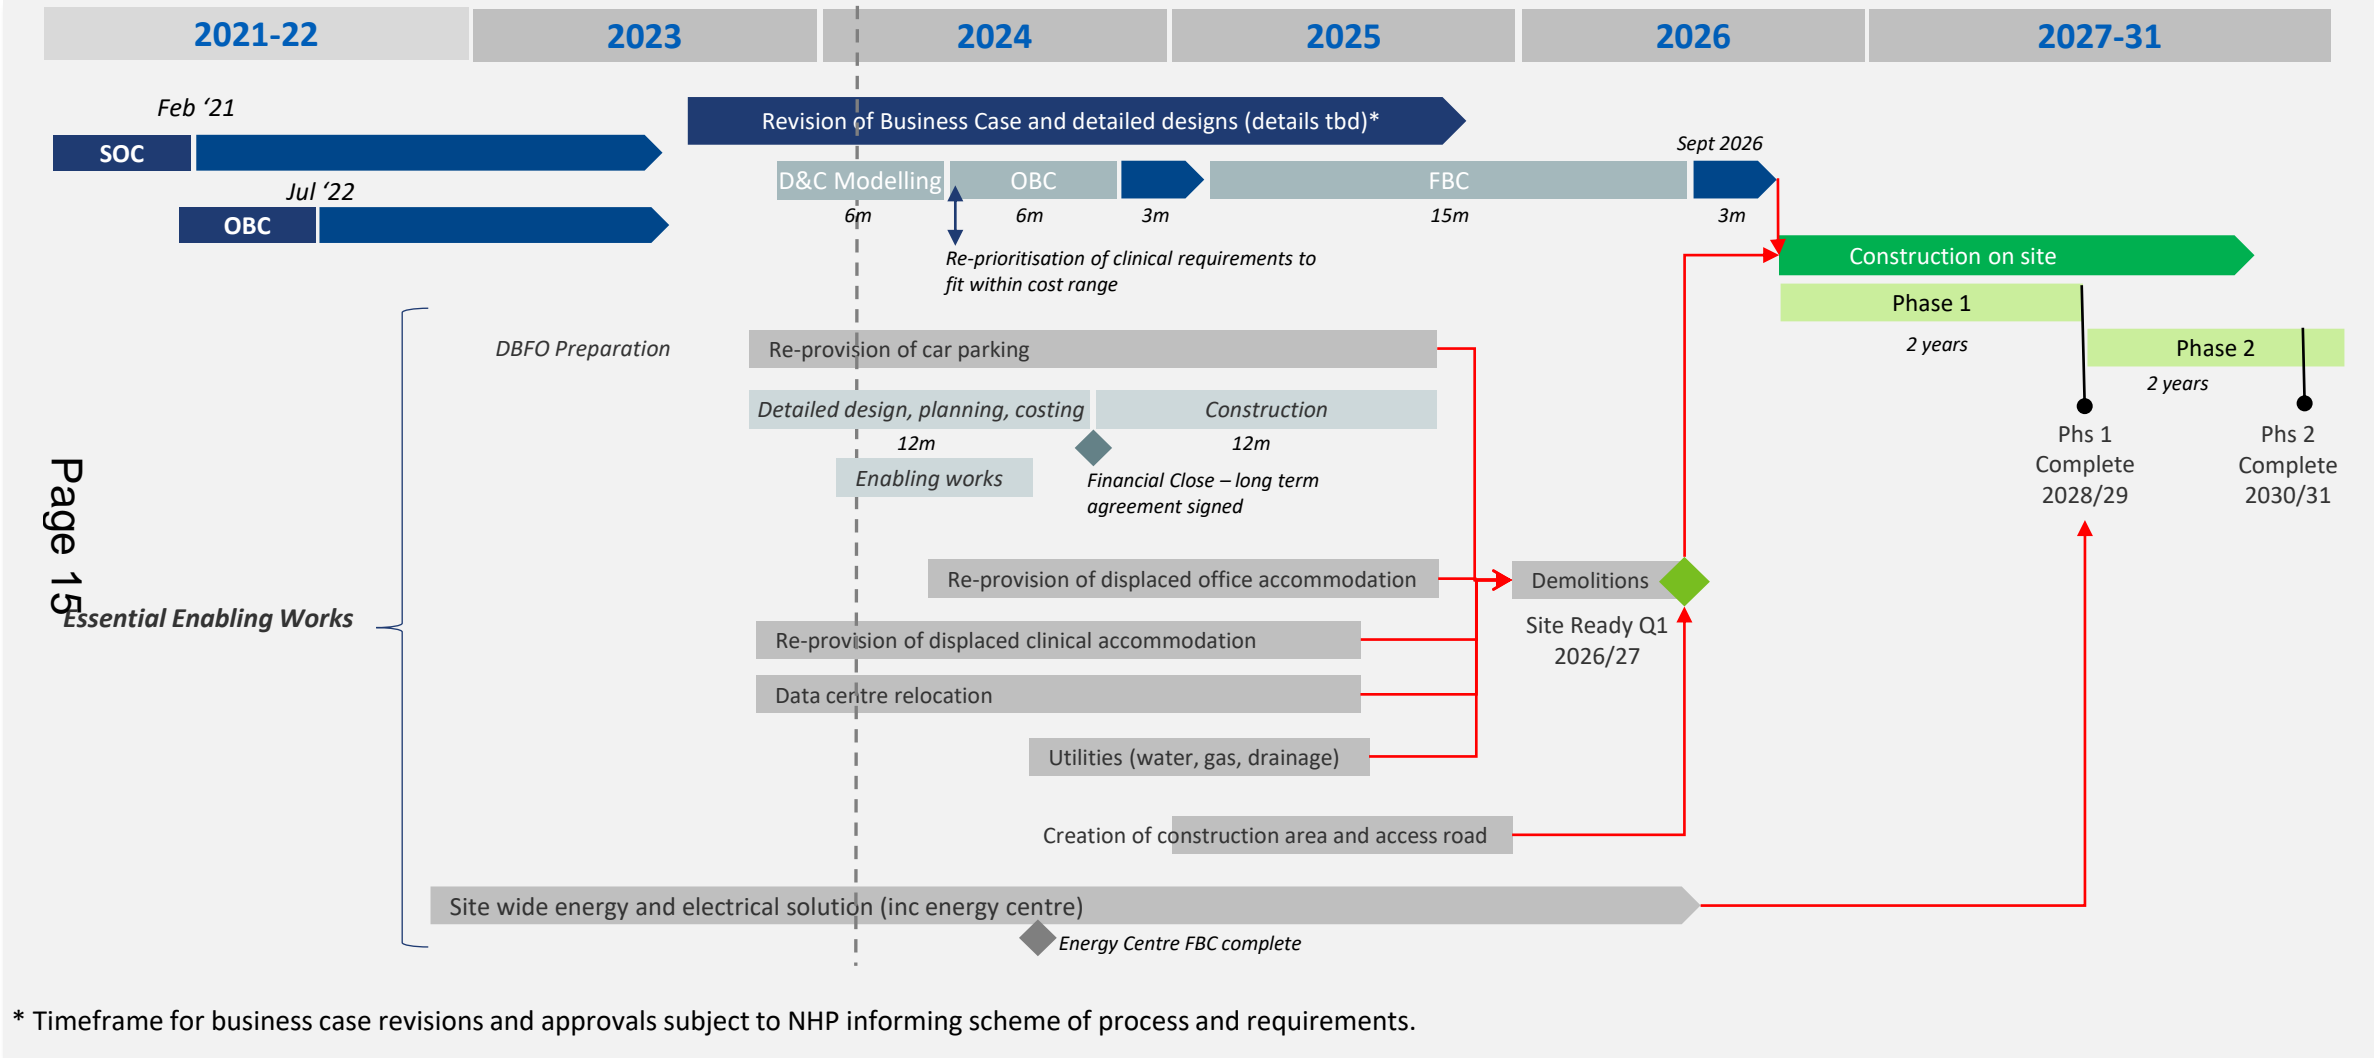 2021-22
2023
2024
2025
2026
2027-31
Feb ‘21
SOC
Jul ‘22
OBC
Revision of Business Case and detailed designs (details tbd)*
Sept 2026
D&C Modelling
OBC
FBC
6m
6m
3m
15m
3m
Re-prioritisation of clinical requirements to
fit within cost range
Construction on site
Phase 1
2 years
Phase 2
2 years
Phs 1
Complete
2028/29
Phs 2
Complete
2030/31
DBFO Preparation
Re-provision of car parking
Detailed design, planning, costing
Construction
12m
12m
Enabling works
Financial Close – long term
agreement signed
Page 15
Essential Enabling Works
Re-provision of displaced office accommodation
Demolitions
Site Ready Q1
2026/27
Re-provision of displaced clinical accommodation
Data centre relocation
Utilities (water, gas, drainage)
Creation of construction area and access road
Site wide energy and electrical solution (inc energy centre)
Energy Centre FBC complete
* Timeframe for business case revisions and approvals subject to NHP informing scheme of process and requirements.